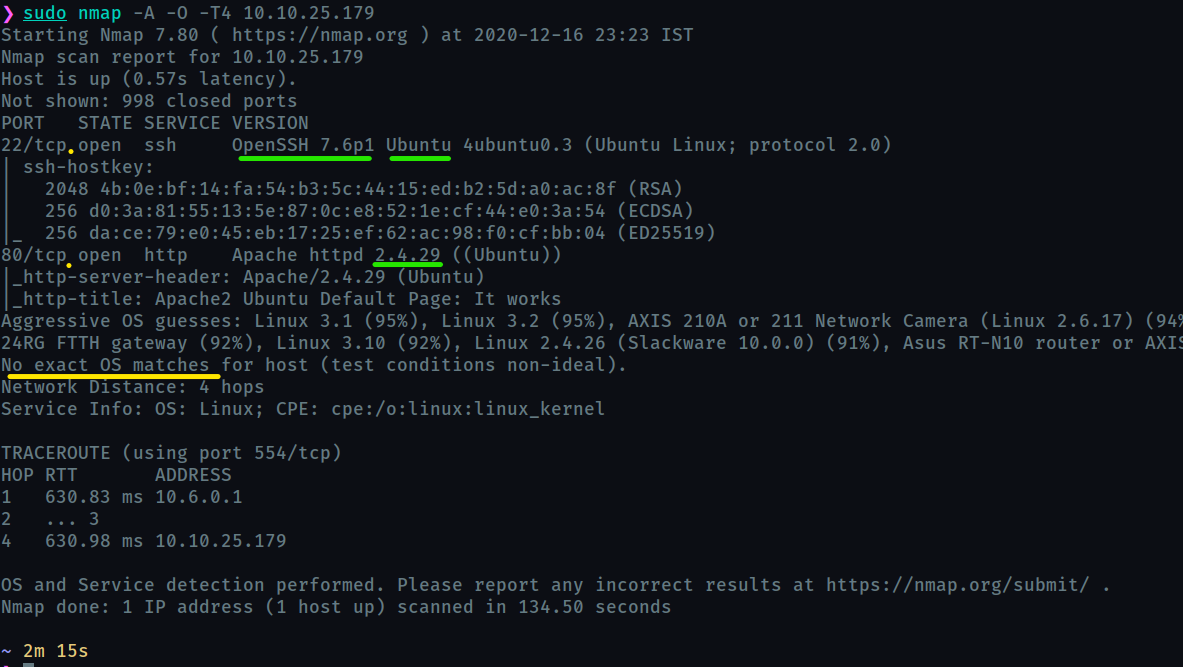 ❯ sudo nmap -A -O -T4 10.10.25.179
Starting Nmap 7.80 ( https://nmap.org ) at 2020-12-16 23:23 IST
Nmap scan report for 10.10.25.179
Host is up (0.57s latency).
Not shown: 998 closed ports
PORT   STATE SERVICE VERSION
22/tcp open  ssh     OpenSSH 7.6p1 Ubuntu 4ubuntu0.3 (Ubuntu Linux; protocol 2.0)
| ssh-hostkey:
|   2048 4b:0e:bf:14:fa:54:b3:5c:44:15:ed:b2:5d:a0:ac:8f (RSA)
|   256 d0:3a:81:55:13:5e:87:0c:e8:52:1e:cf:44:e0:3a:54 (ECDSA)
|_  256 da:ce:79:e0:45:eb:17:25:ef:62:ac:98:f0:cf:bb:04 (ED25519)
80/tcp open  http    Apache httpd 2.4.29 ((Ubuntu))
|_http-server-header: Apache/2.4.29 (Ubuntu)
|_http-title: Apache2 Ubuntu Default Page: It works
Aggressive OS guesses: Linux 3.1 (95%), Linux 3.2 (95%), AXIS 210A or 211 Network Camera (Linux 2.6.17) (94%
24RG FTTH gateway (92%), Linux 3.10 (92%), Linux 2.4.26 (Slackware 10.0.0) (91%), Asus RT-N10 router or AXIS
No exact OS matches for host (test conditions non-ideal).
Network Distance: 4 hops
Service Info: OS: Linux; CPE: cpe:/o:linux:linux_kernel
TRACEROUTE (using port 554/tcp)
HOP RTT       ADDRESS
1   630.83 ms 10.6.0.1
2   ... 3
4   630.98 ms 10.10.25.179
OS and Service detection performed. Please report any incorrect results at https://nmap.org/submit/ .
Nmap done: 1 IP address (1 host up) scanned in 134.50 seconds
~ 2m 15s